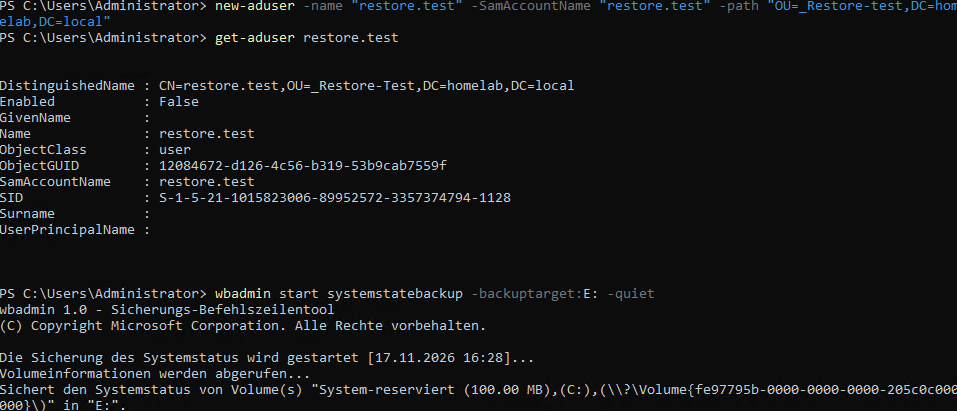 PS C:\Users\Administrator> new-aduser -name "restore.test" -SamAccountName "restore.test" -path "OU=_Restore-test,DC=hom
elab,DC=local"
PS C:\Users\Administrator> get-aduser restore.test
DistinguishedName : CN=restore.test,OU=_Restore-Test,DC=homelab,DC=local
Enabled           : False
GivenName         :
Name              : restore.test
ObjectClass       : user
ObjectGUID        : 12084672-d126-4c56-b319-53b9cab7559f
SamAccountName    : restore.test
SID               : S-1-5-21-1015823006-89952572-3357374794-1128
Surname           :
UserPrincipalName :
PS C:\Users\Administrator> wbadmin start systemstatebackup -backuptarget:E: -quiet
wbadmin 1.0 - Sicherungs-Befehlszeilentool
(C) Copyright Microsoft Corporation. Alle Rechte vorbehalten.
Die Sicherung des Systemstatus wird gestartet [17.11.2026 16:28]...
Volumeinformationen werden abgerufen...
Sichert den Systemstatus von Volume(s) "System-reserviert (100.00 MB),(C:),(\\?\Volume{fe97795b-0000-0000-0000-205c0c000
000}\)" in "E:".